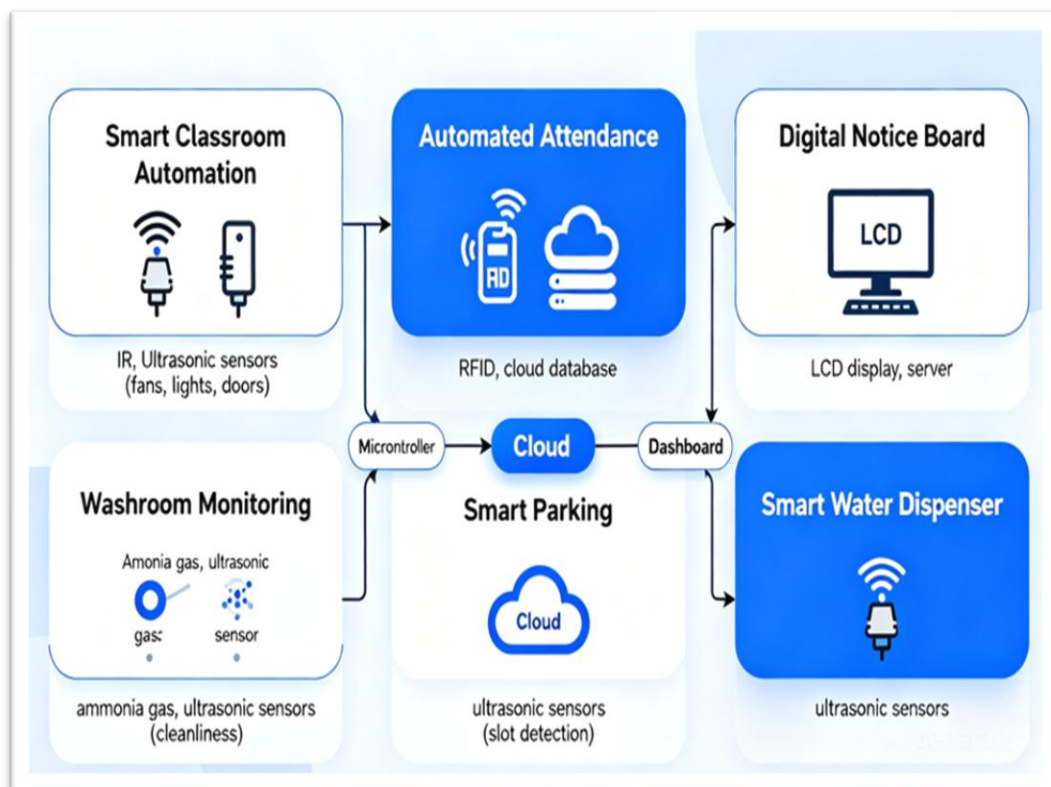 Smart Classroom
Automation
IR, Ultrasonic sensors
(fans, lights, doors)
Automated Attendance
RD
RFID, cloud database
Digital Notice Board
LCD
LCD display, server
Microntroller
Cloud
Dashboard
Washroom Monitoring
Amonia gas, ultrasonic
gas:
sensor
ammonia gas, ultrasonic sensors
(cleanliness)
Smart Parking
Cloud
ultrasonic sensors
(slot detection)
Smart Water Dispenser
ultrasonic sensors